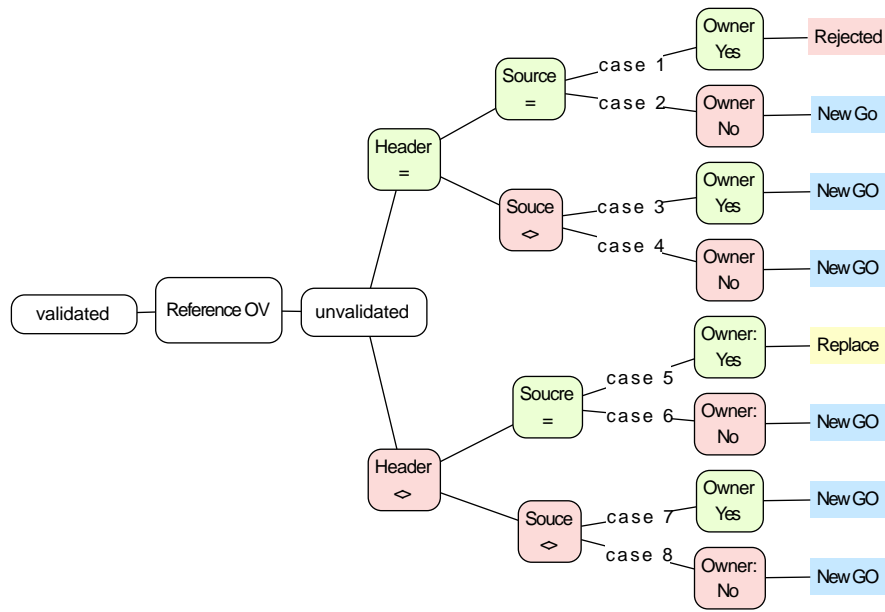 validated
Reference OV
unvalidated
Header
=
Source
=
case 1
Owner
Yes
Rejected
case 2
Owner
No
New Go
Souce
<>
case 3
Owner
Yes
New GO
case 4
Owner
No
New GO
Header
<>
Soucre
=
case 5
Owner:
Yes
Replace
case 6
Owner:
No
New GO
Souce
<>
case 7
Owner
Yes
New GO
case 8
Owner:
No
New GO